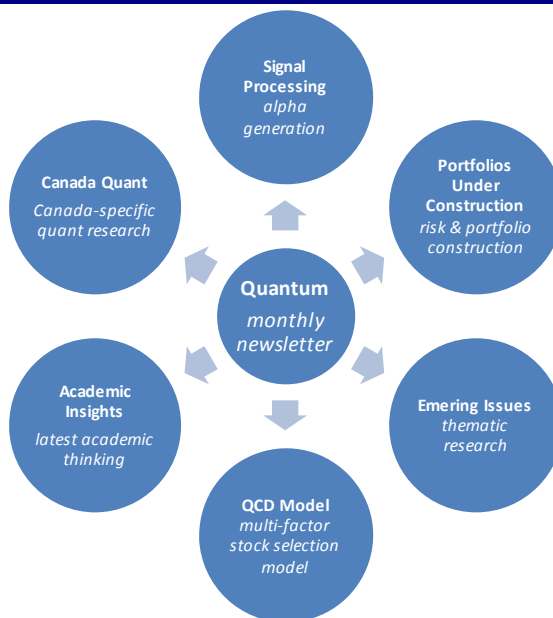 Signal
Processing
alpha
generation
Canada Quant
Canada-specific
quant research
Portfolios
Under
Construction
risk & portfolio
construction
Quantum
monthly
newsletter
Academic
Insights
latest academic
thinking
Emering Issues
thematic
research
QCD Model
multi-factor
stock selection
model